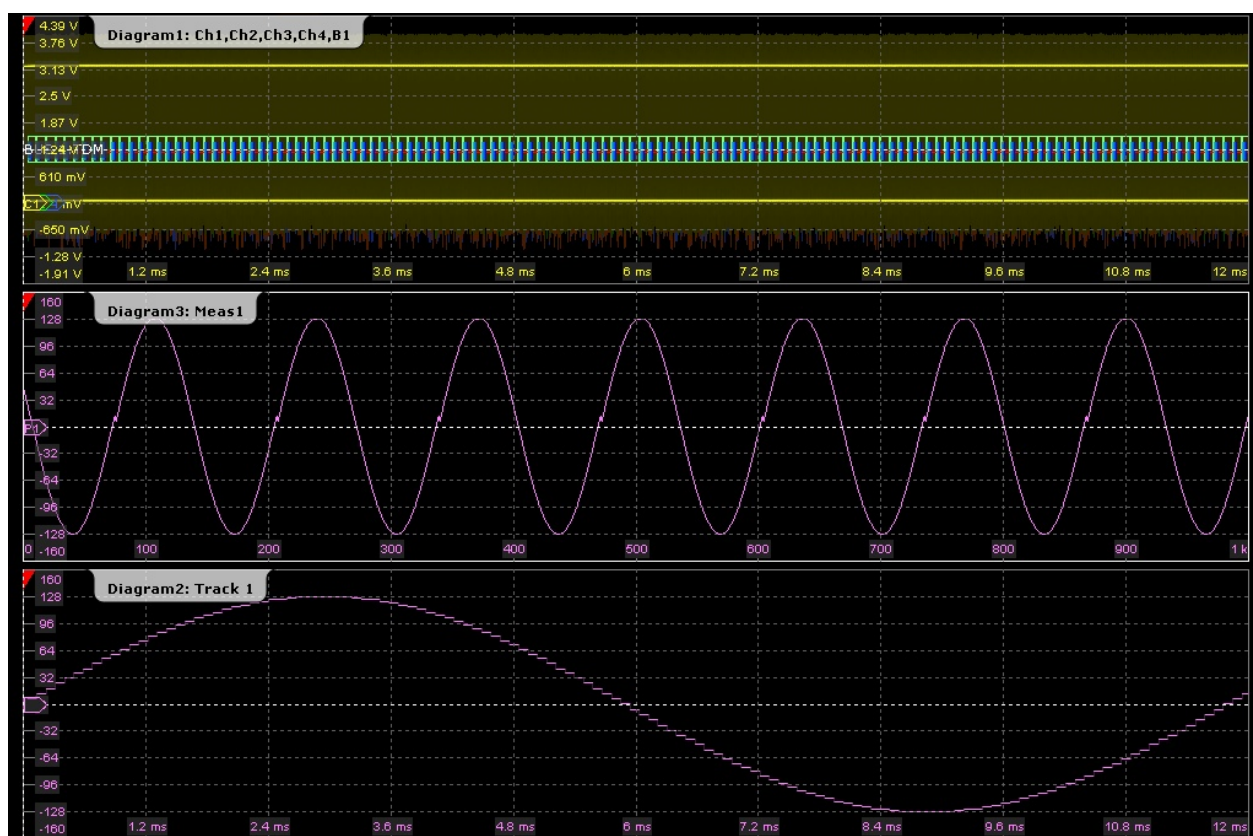 4.39 V
Diagram1: Ch1,Ch2,Ch3,Ch4,B1
3.76 V
3.13 V
2.5 V
1.87 V
1.24 V TDM
610 mV
C1 mV
-650 mV
-1.28 V
-1.91 V 1.2 ms 2.4 ms 3.6 ms 4.8 ms 6 ms 7.2 ms 8.4 ms 9.6 ms 10.8 ms 12 ms
160
Diagram3: Meas1
128
96
64
32
P1
-32
-64
-96
-128
0 -160 100 200 300 400 500 600 700 800 900 1 k
160
Diagram2: Track 1
128
96
64
32
-32
-64
-96
-128
-160 1.2 ms 2.4 ms 3.6 ms 4.8 ms 6 ms 7.2 ms 8.4 ms 9.6 ms 10.8 ms 12 ms